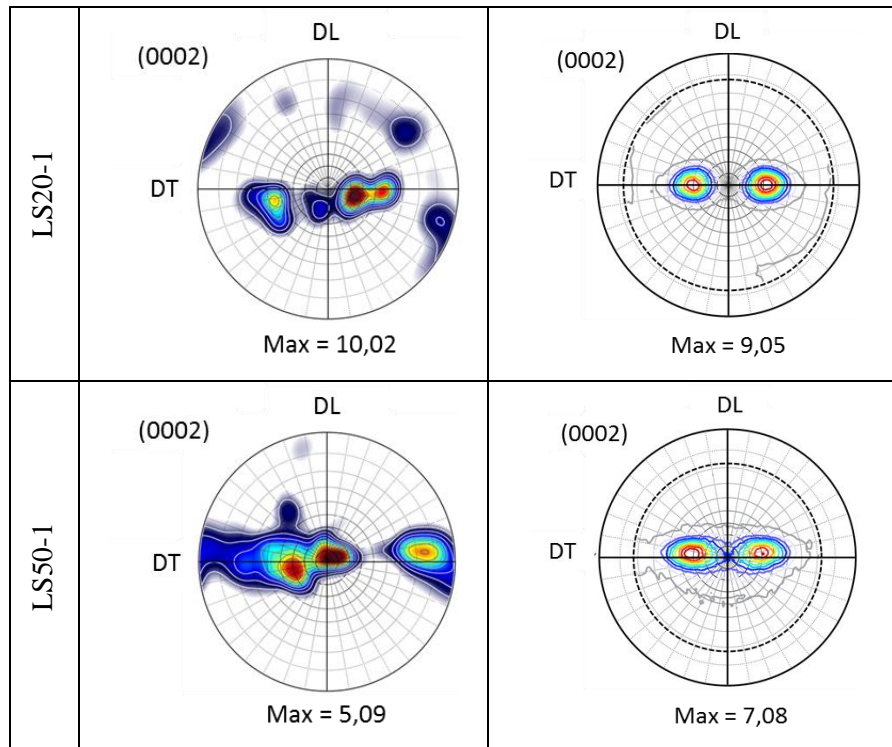 LS20-1
DL
(0002)
DT
Max = 10,02
DL
(0002)
DT
Max = 9,05
LS50-1
DL
(0002)
DT
Max = 5,09
DL
(0002)
DT
Max = 7,08